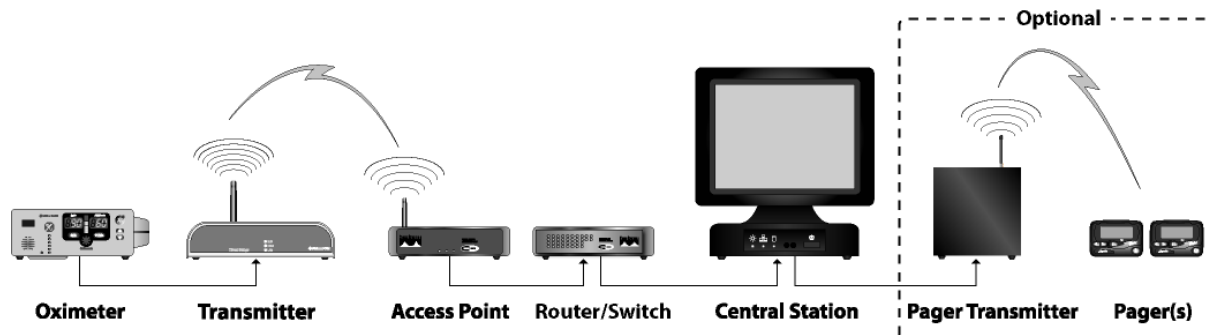 Optional
Oximeter
Transmitter
Access Point
Router/Switch
Central Station
Pager Transmitter
Pager(s)